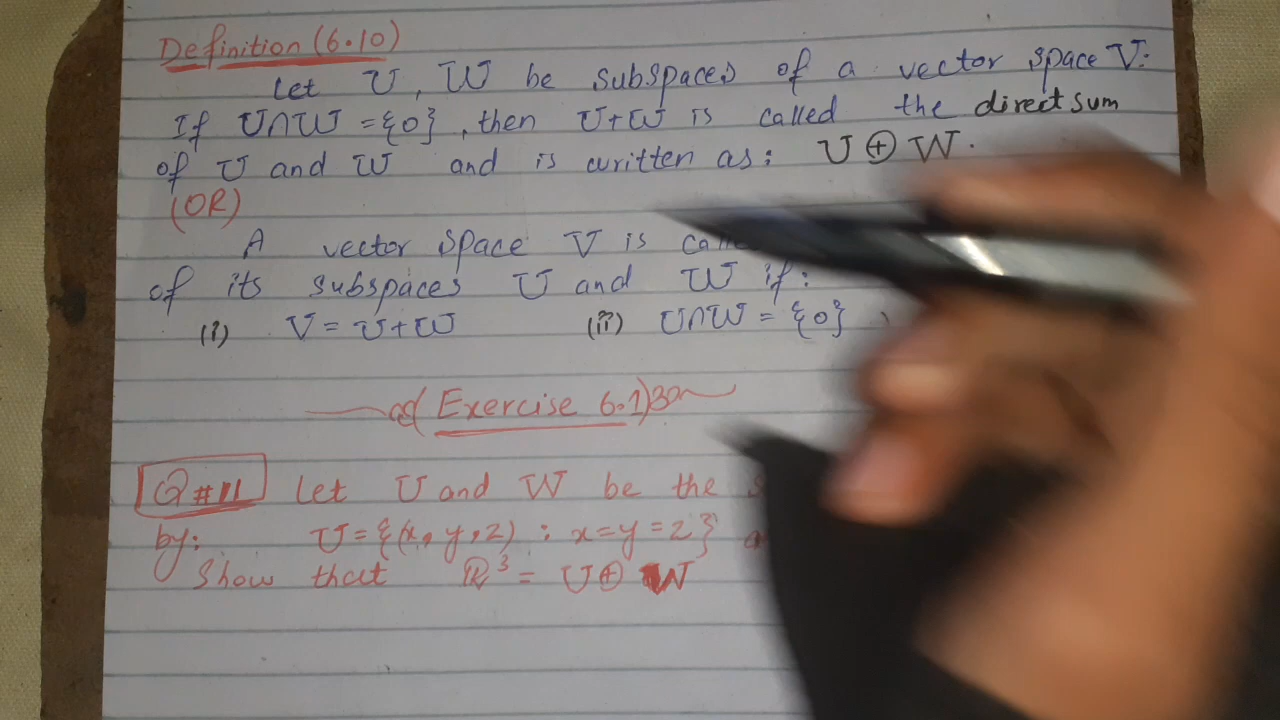 Definition (6.10)
Let U, W be subspaces of a vector space V.
If U∩W = {0}, then U+W is called the direct sum
of U and W and is written as: U ⊕ W.
(OR)
A vector space V is
of its subspaces U and W if:
(i) V = U+W (ii) U∩W = {0}
Exercise 6.1
Q#11 Let U and W be the
by: U = {(x, y, z) : x=y=z}
Show that ℝ³ = U ⊕ W